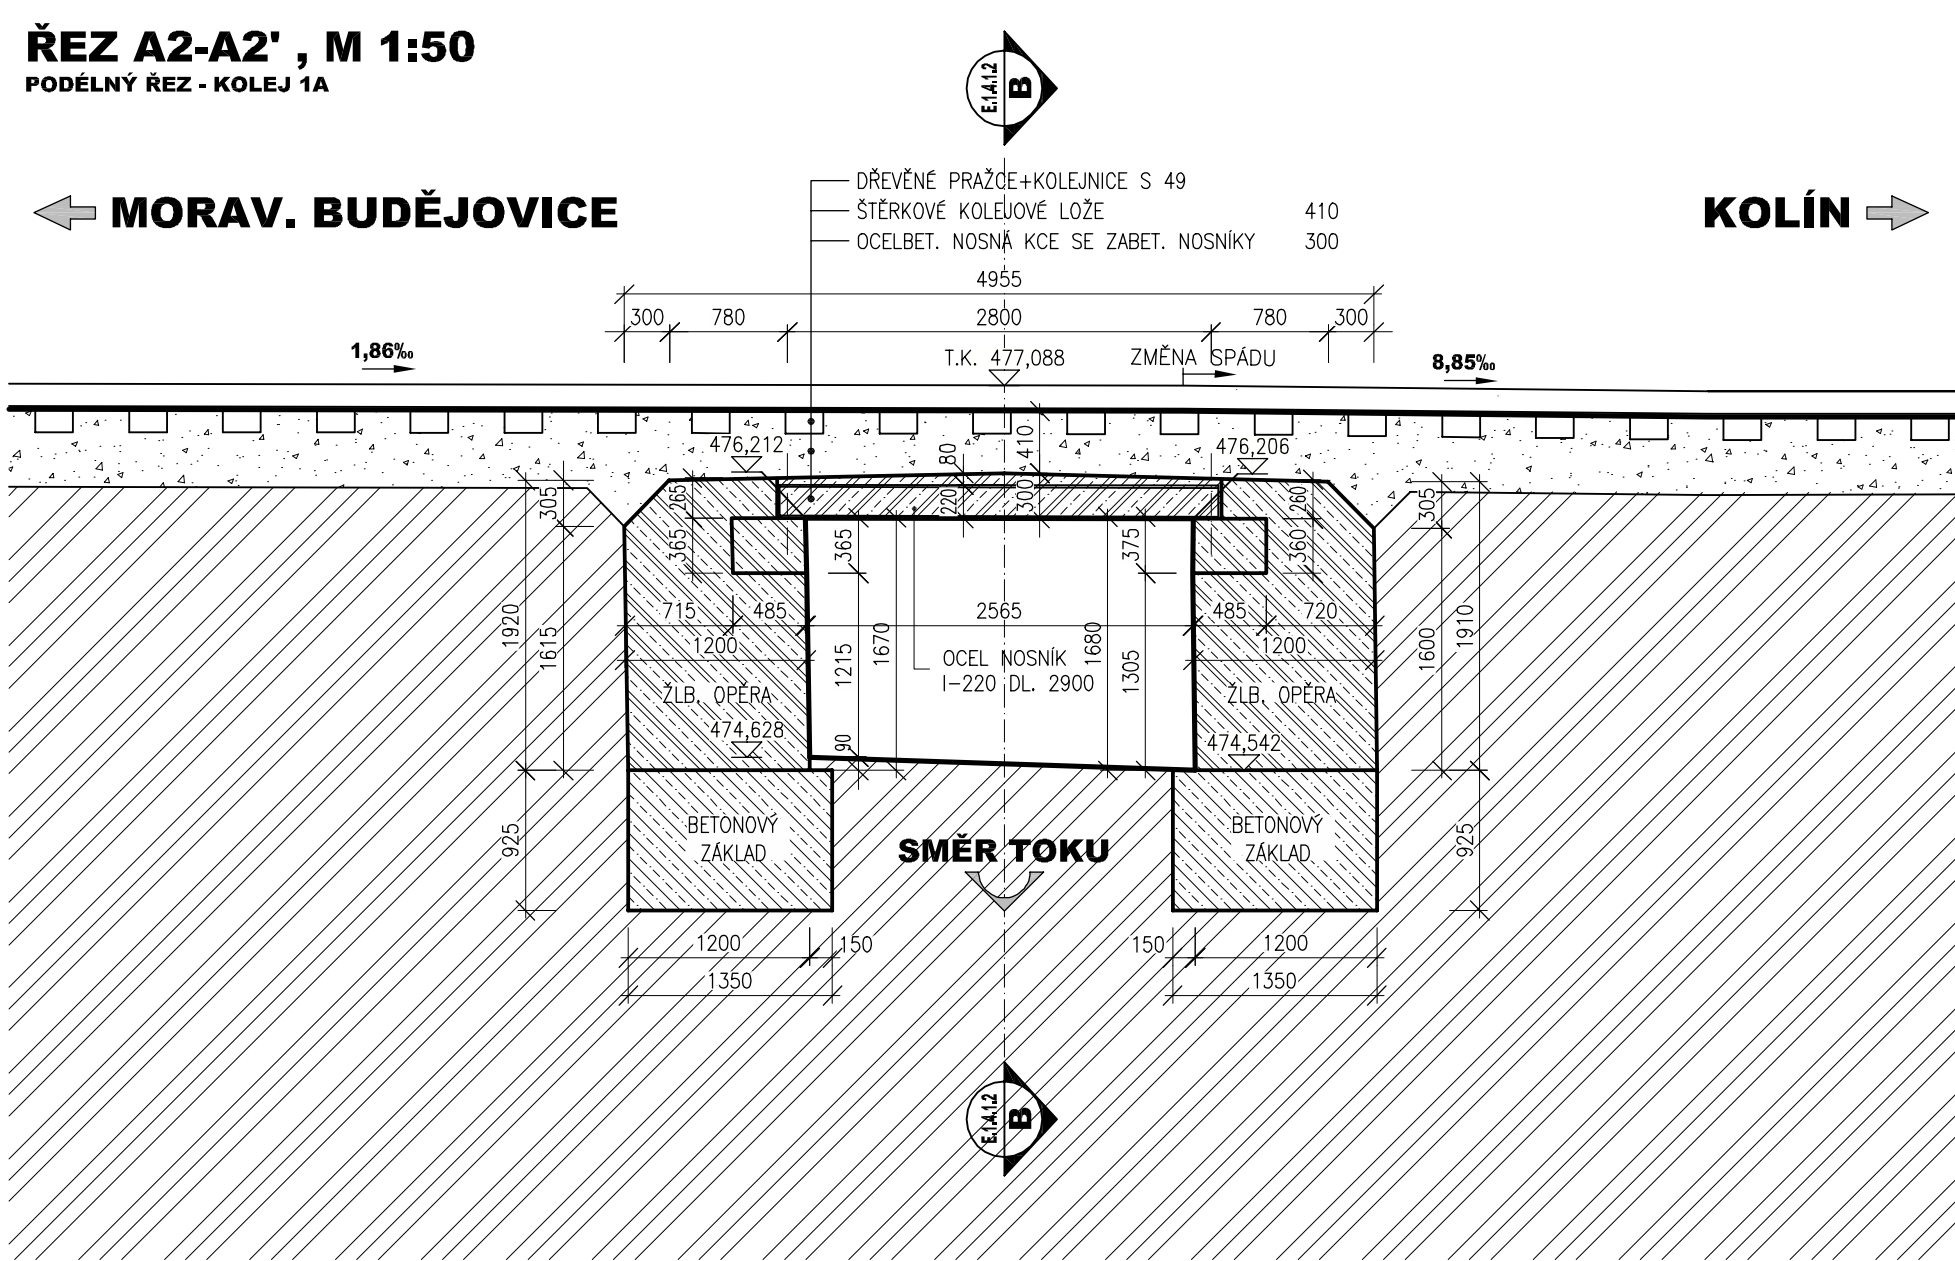 ŘEZ A2-A2' , M 1:50
PODÉLNÝ ŘEZ - KOLEJ 1A
E.1.4.1.2
B
MORAV. BUDĚJOVICE
KOLÍN
DŘEVĚNÉ PRAŽCE+KOLEJNICE S 49
ŠTĚRKOVÉ KOLEJOVÉ LOŽE 410
OCELBET. NOSNÁ KCE SE ZABET. NOSNÍKY 300
4955
300 780 2800 780 300
1,86‰
T.K. 477,088
ZMĚNA SPÁDU
8,85‰
476,212
80
410
476,206
305
265
220
300
260
305
365
365
375
360
715 485 2565 485 720
1920
1615
1200
1215
1670
1680
1305
1200
1600
1910
OCEL NOSNÍK
I-220 DL. 2900
ŽLB. OPĚRA
ŽLB. OPĚRA
474,628
90
474,542
925
BETONOVÝ
ZÁKLAD
SMĚR TOKU
BETONOVÝ
ZÁKLAD
925
1200 150
150 1200
1350
1350
E.1.4.1.2
B